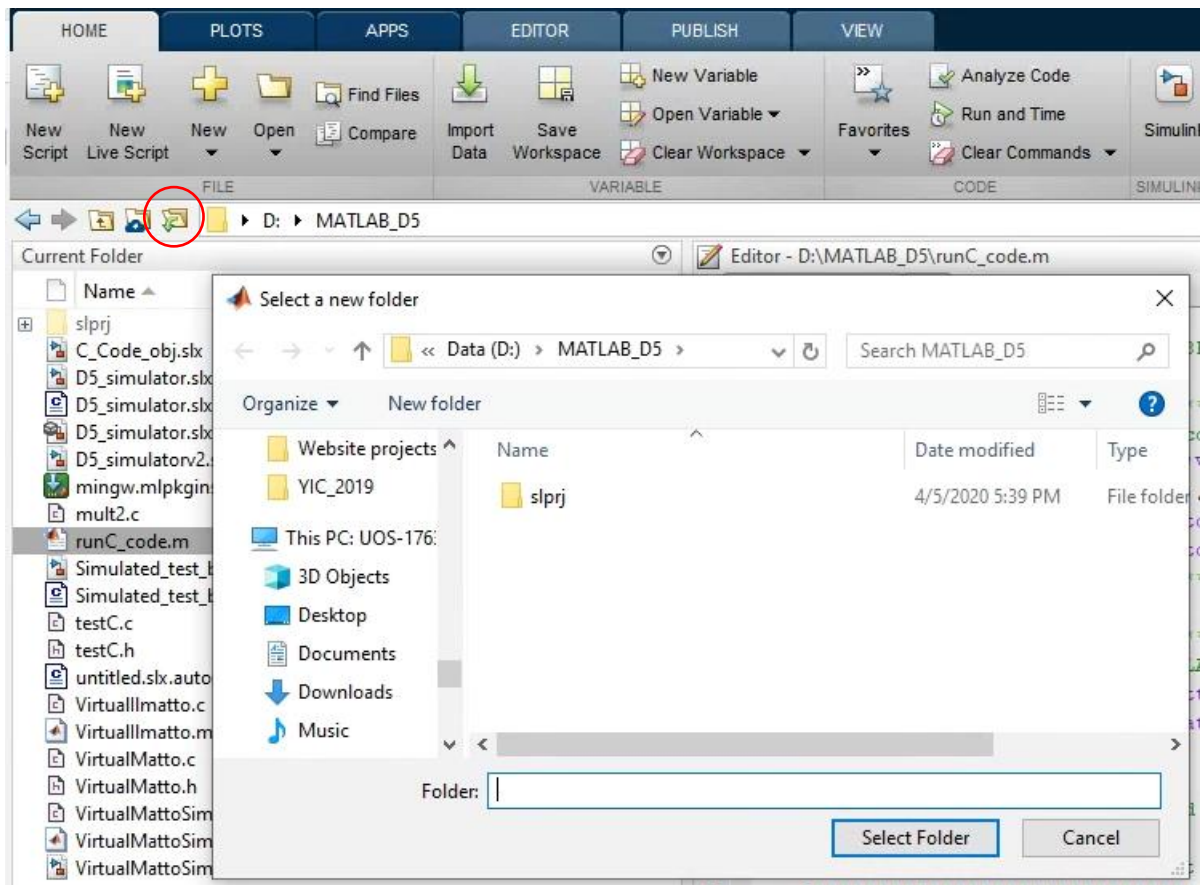 HOME PLOTS APPS EDITOR PUBLISH VIEW
New Script
New Live Script
New
Open
Find Files
Compare
Import Data
Save Workspace
New Variable
Open Variable
Clear Workspace
Favorites
Analyze Code
Run and Time
Clear Commands
Simulink
FILE VARIABLE CODE SIMULINK
D: MATLAB_D5
Current Folder
Editor - D:\MATLAB_D5\runC_code.m
Name
slprj
C_Code_obj.slx
D5_simulator.slx
D5_simulator.slx
D5_simulator.slx
D5_simulatorv2.s
mingw.mlpkgin
mult2.c
runC_code.m
Simulated_test_b
Simulated_test_b
testC.c
testC.h
untitled.slx.auto
VirtualIlmatto.c
VirtualIlmatto.m
VirtualMatto.c
VirtualMatto.h
VirtualMattoSim
VirtualMattoSim
VirtualMattoSim
Select a new folder
« Data (D:) › MATLAB_D5 ›
Search MATLAB_D5
Organize New folder
Website projects
YIC_2019
This PC: UOS-176
3D Objects
Desktop
Documents
Downloads
Music
Name Date modified Type
slprj 4/5/2020 5:39 PM File folder
Folder:
Select Folder Cancel